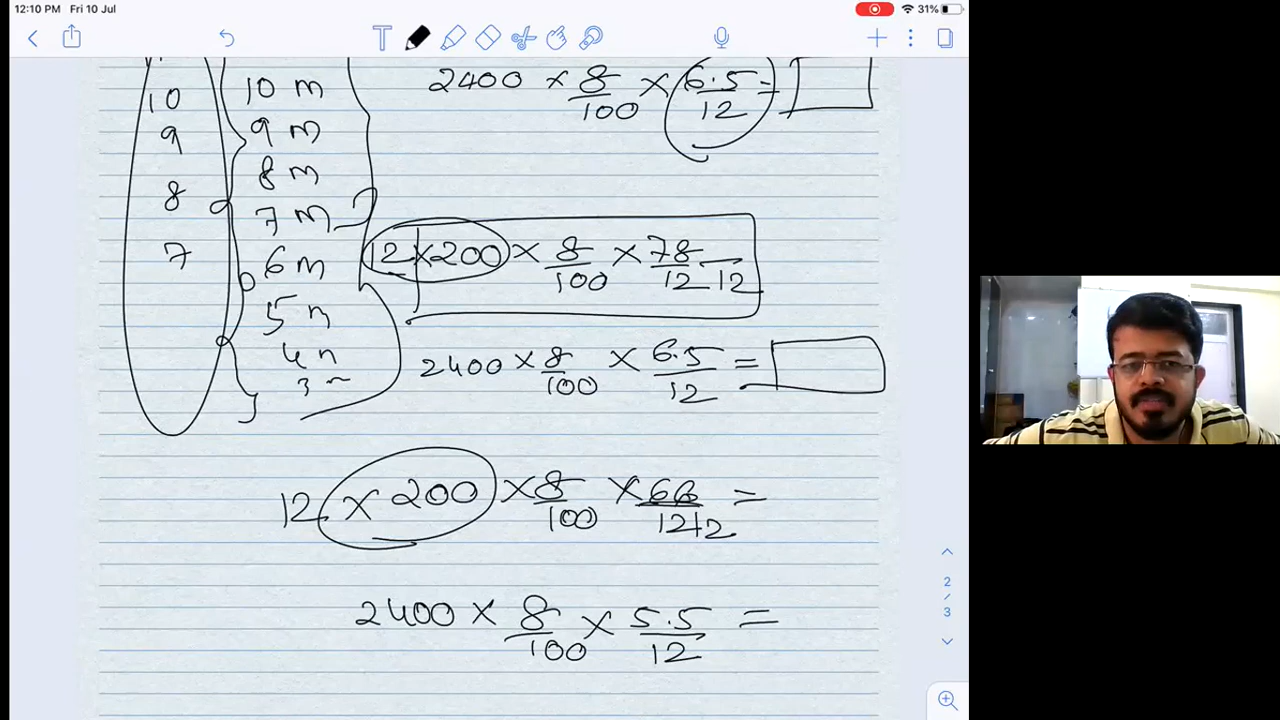 12:10 PM Fri 10 Jul
31%
T
2400 × 8/100 × 6.5/12 =
10 10 m
9 9 m
8 8 m
7 m
12 × 200 × 8/100 × 78/12 12
7 6 m
5 m
4 m
3 m
2400 × 8/100 × 6.5/12 =
12 × 200 × 8/100 × 66/12 12 =
2400 × 8/100 × 5.5/12 =
2
/
3